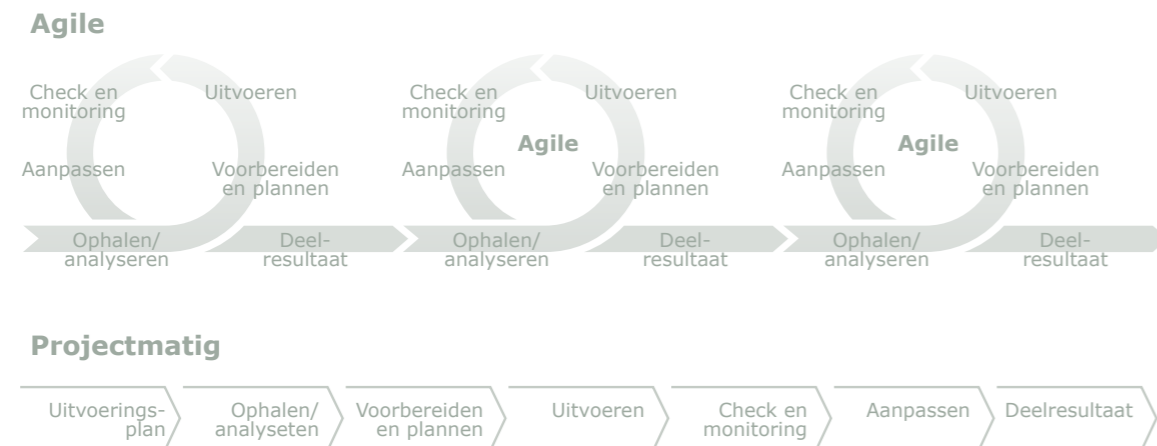 Agile
Check en
monitoring
Uitvoeren
Aanpassen
Voorbereiden
en plannen
Ophalen/
analyseren
Deel-
resultaat
Check en
monitoring
Uitvoeren
Agile
Aanpassen
Voorbereiden
en plannen
Ophalen/
analyseren
Deel-
resultaat
Check en
monitoring
Uitvoeren
Agile
Aanpassen
Voorbereiden
en plannen
Ophalen/
analyseren
Deel-
resultaat
Projectmatig
Uitvoerings-
plan
Ophalen/
analyseten
Voorbereiden
en plannen
Uitvoeren
Check en
monitoring
Aanpassen
Deelresultaat